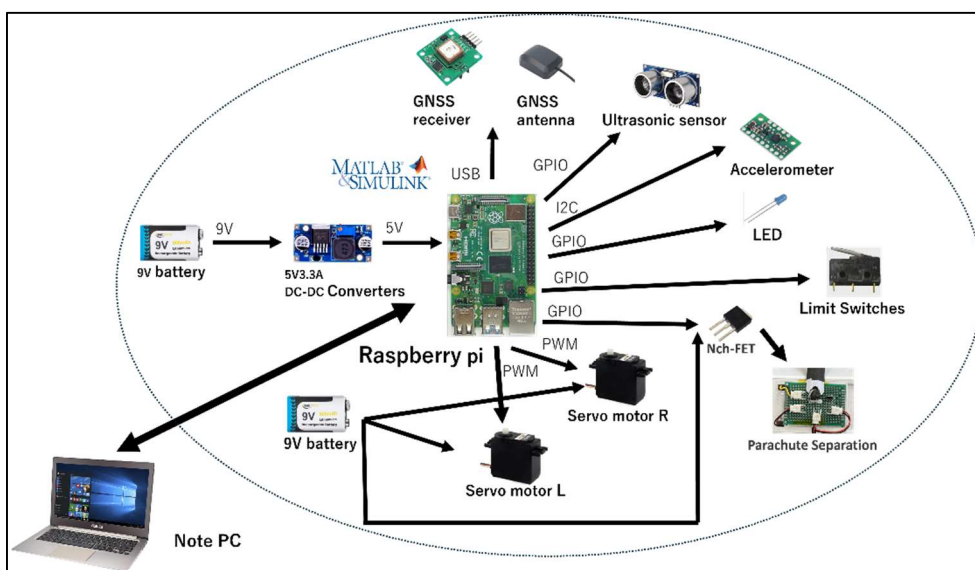 GNSS
receiver
GNSS
antenna
Ultrasonic sensor
USB
GPIO
Accelerometer
MATLAB®
&SIMULINK®
I2C
9V
5V
GPIO
LED
9V
9V battery
5V3.3A
DC-DC Converters
GPIO
Limit Switches
GPIO
Nch-FET
Raspberry pi
PWM
PWM
Servo motor R
9V
9V battery
Parachute Separation
Servo motor L
Note PC